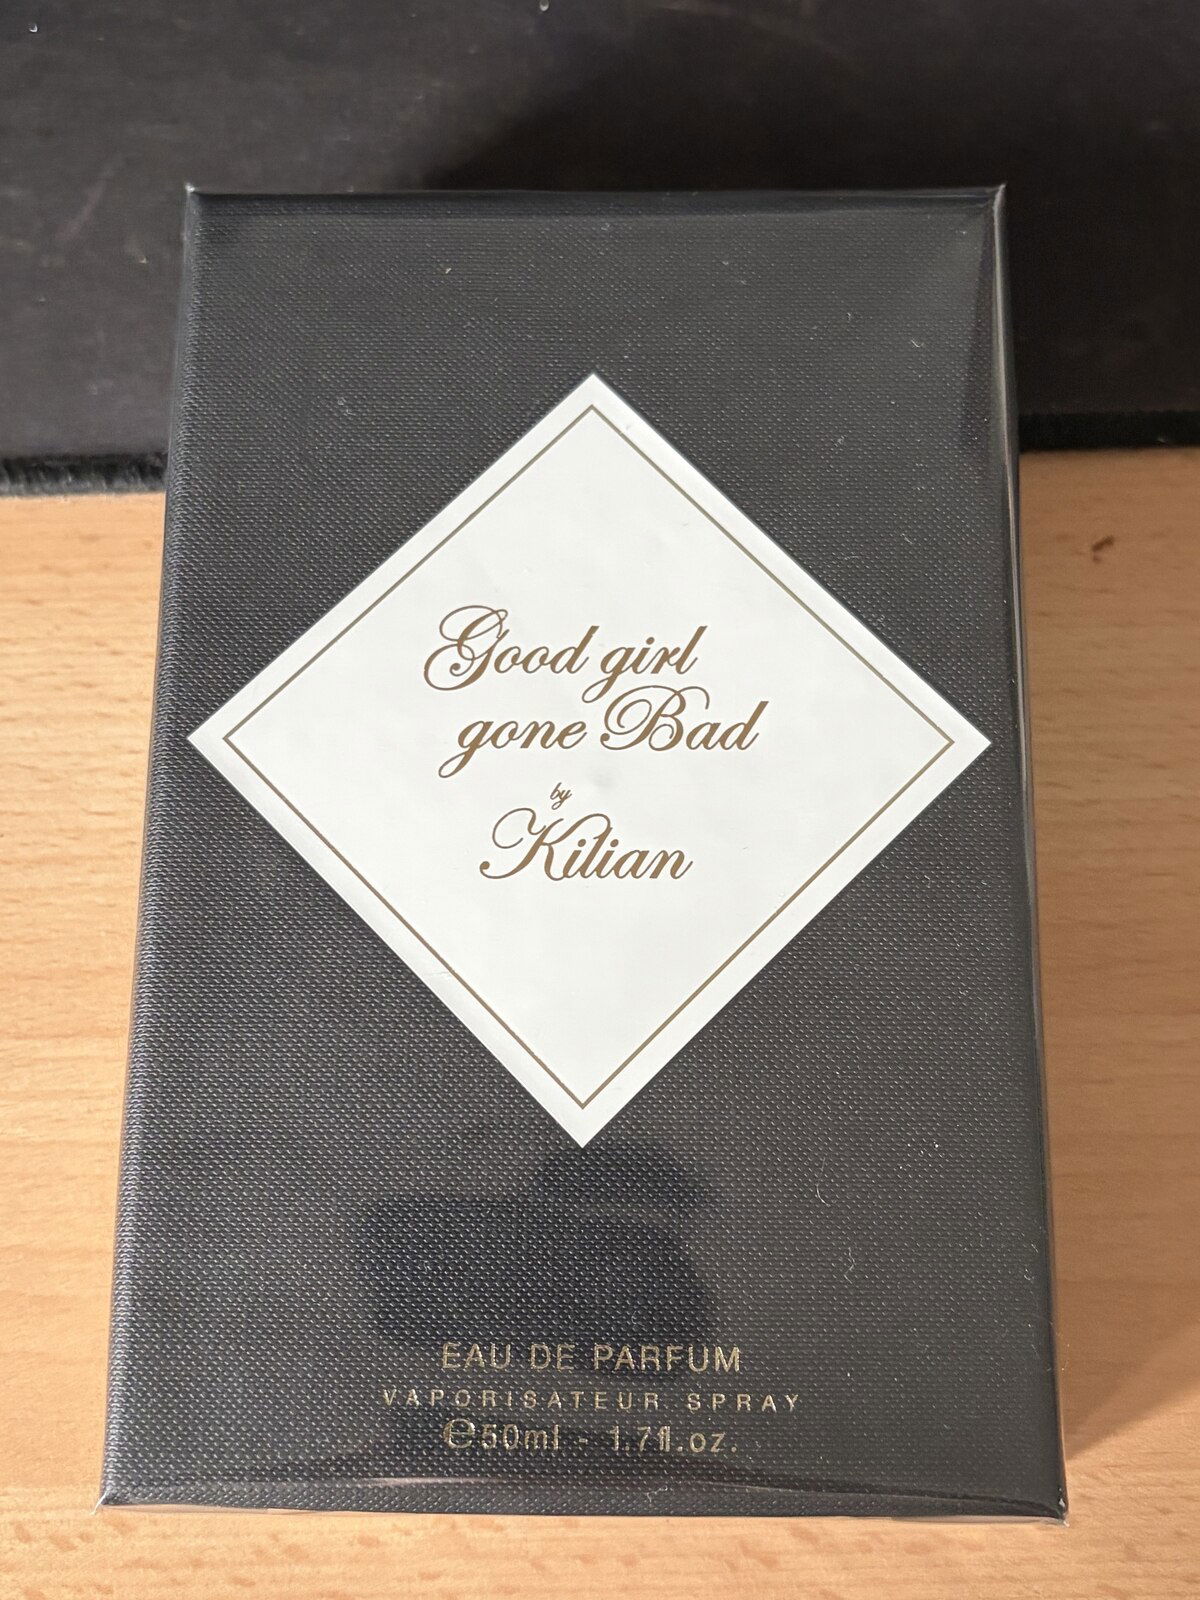 Good girl
gone Bad
by
Kilian
EAU DE PARFUM
VAPORISATEUR SPRAY
℮50ml - 1.7fl.oz.